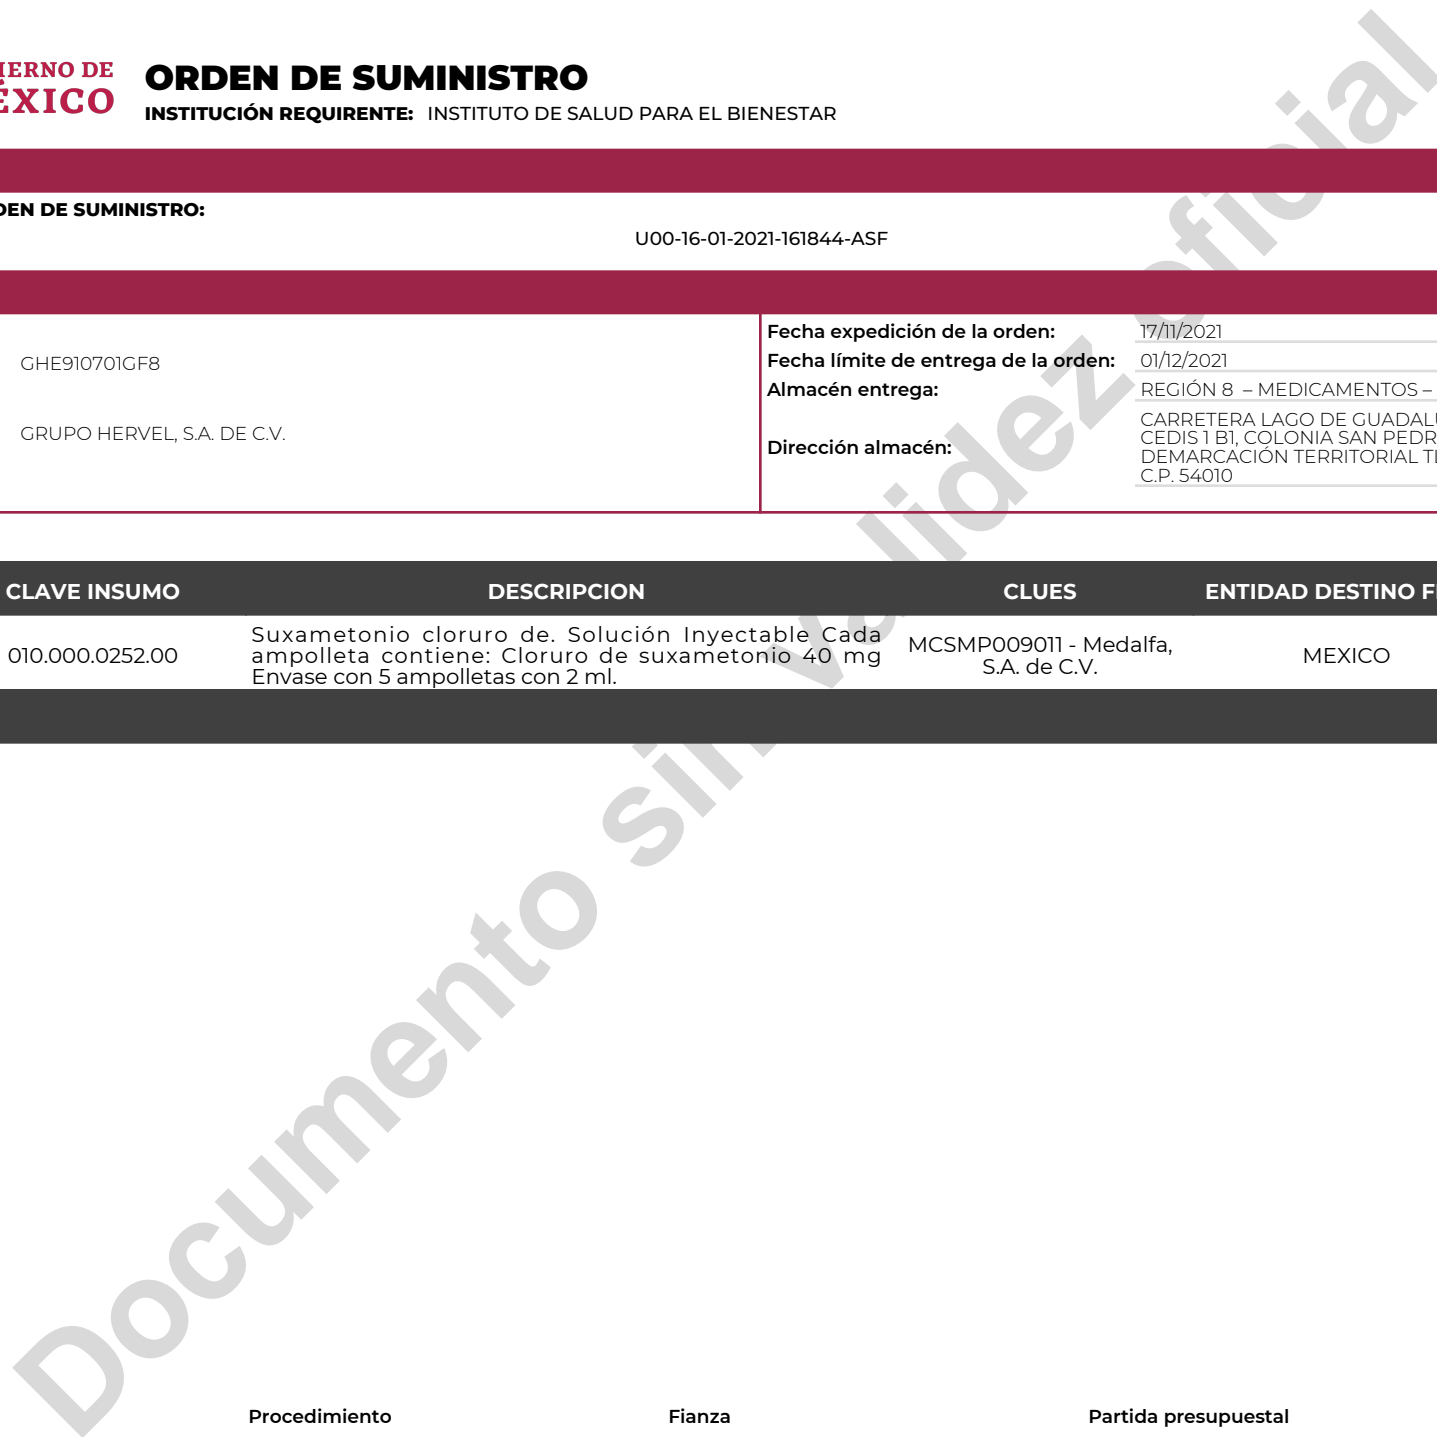 IERNO DE
ÉXICO
ORDEN DE SUMINISTRO
INSTITUCIÓN REQUIRENTE: INSTITUTO DE SALUD PARA EL BIENESTAR
DEN DE SUMINISTRO:
U00-16-01-2021-161844-ASF
GHE910701GF8
GRUPO HERVEL, S.A. DE C.V.
Fecha expedición de la orden: 17/11/2021
Fecha límite de entrega de la orden: 01/12/2021
Almacén entrega: REGIÓN 8 – MEDICAMENTOS –
Dirección almacén:
CARRETERA LAGO DE GUADALU
CEDIS 1 B1, COLONIA SAN PEDR
DEMARCACIÓN TERRITORIAL TL
C.P. 54010
CLAVE INSUMO DESCRIPCION CLUES ENTIDAD DESTINO FI
010.000.0252.00
Suxametonio cloruro de. Solución Inyectable Cada
ampolleta contiene: Cloruro de suxametonio 40 mg
Envase con 5 ampolletas con 2 ml.
MCSMP009011 - Medalfa,
S.A. de C.V.
MEXICO
Documento sin validez oficial
Procedimiento Fianza Partida presupuestal